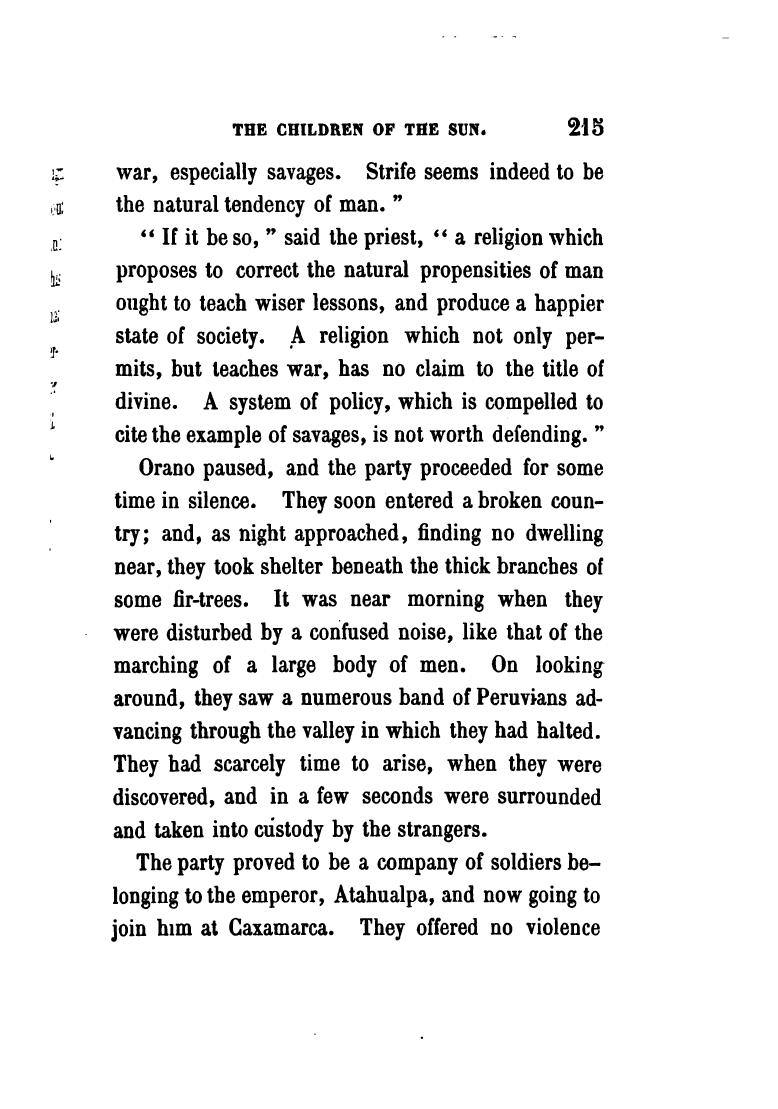 THE CHILDREN OF THE SUN. 215
war, especially savages. Strife seems indeed to be
the natural tendency of man. ”
“ If it be so, ” said the priest, “ a religion which
proposes to correct the natural propensities of man
ought to teach wiser lessons, and produce a happier
state of society. A religion which not only per-
mits, but teaches war, has no claim to the title of
divine. A system of policy, which is compelled to
cite the example of savages, is not worth defending. ”
Orano paused, and the party proceeded for some
time in silence. They soon entered a broken coun-
try; and, as night approached, finding no dwelling
near, they took shelter beneath the thick branches of
some fir-trees. It was near morning when they
were disturbed by a confused noise, like that of the
marching of a large body of men. On looking
around, they saw a numerous band of Peruvians ad-
vancing through the valley in which they had halted.
They had scarcely time to arise, when they were
discovered, and in a few seconds were surrounded
and taken into custody by the strangers.
The party proved to be a company of soldiers be-
longing to the emperor, Atahualpa, and now going to
join him at Caxamarca. They offered no violence